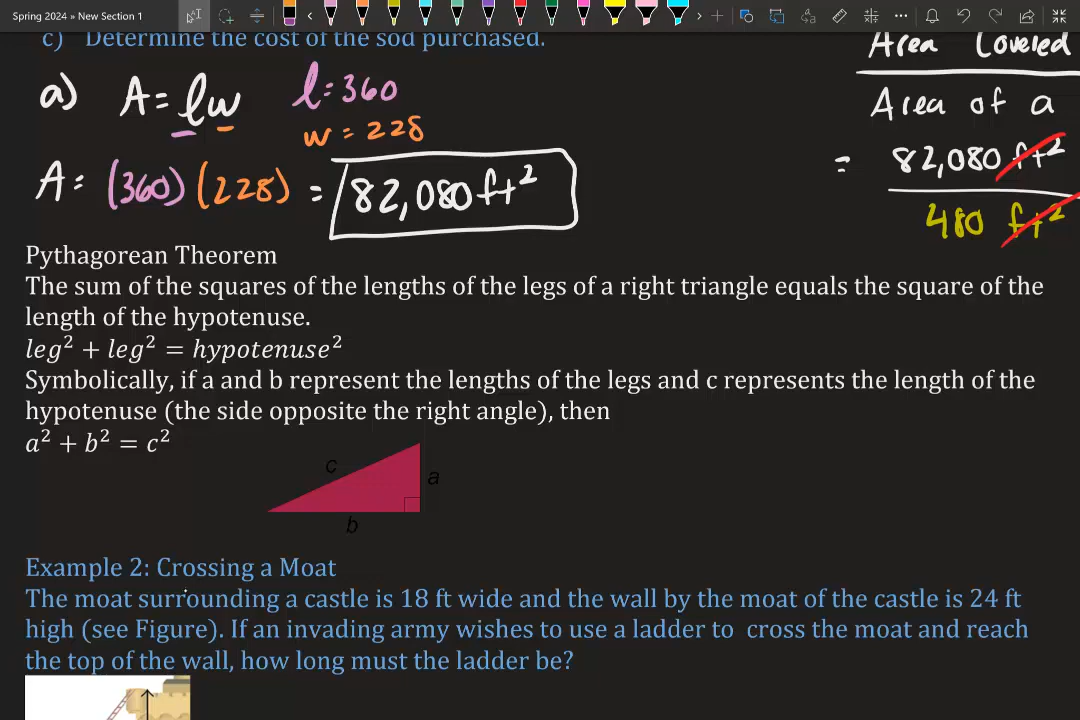 Spring 2024 » New Section 1
c) Determine the cost of the sod purchased.
Area Covered
a) A = lw l = 360
w = 228
Area of a
A = (360)(228) = 82,080 ft²
= 82,080 ft²
480 ft²
Pythagorean Theorem
The sum of the squares of the lengths of the legs of a right triangle equals the square of the
length of the hypotenuse.
leg² + leg² = hypotenuse²
Symbolically, if a and b represent the lengths of the legs and c represents the length of the
hypotenuse (the side opposite the right angle), then
a² + b² = c²
c
a
b
Example 2: Crossing a Moat
The moat surrounding a castle is 18 ft wide and the wall by the moat of the castle is 24 ft
high (see Figure). If an invading army wishes to use a ladder to cross the moat and reach
the top of the wall, how long must the ladder be?